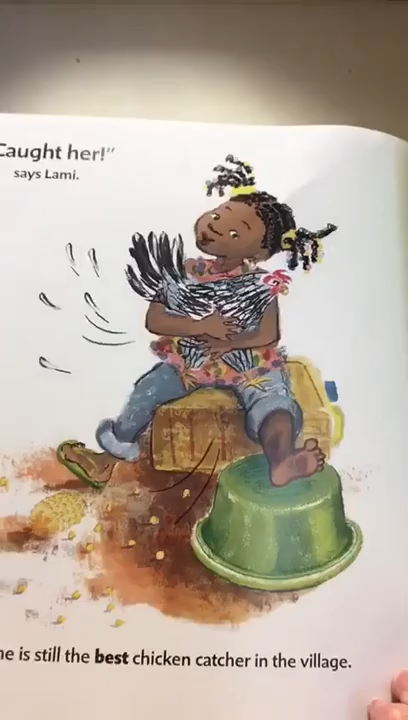 Caught her!"
says Lami.
he is still the best chicken catcher in the village.